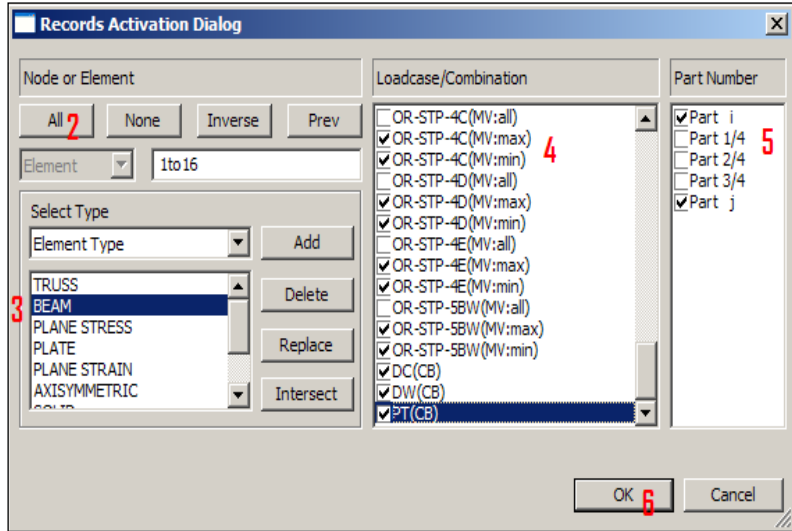 Records Activation Dialog
Node or Element
All 2 None Inverse Prev
Element 1to16
Select Type
Element Type Add
3
TRUSS
BEAM
PLANE STRESS
PLATE
PLANE STRAIN
AXISYMMETRIC
Delete
Replace
Intersect
Loadcase/Combination
OR-STP-4C(MV:all)
OR-STP-4C(MV:max)
4
OR-STP-4C(MV:min)
OR-STP-4D(MV:all)
OR-STP-4D(MV:max)
OR-STP-4D(MV:min)
OR-STP-4E(MV:all)
OR-STP-4E(MV:max)
OR-STP-4E(MV:min)
OR-STP-5BW(MV:all)
OR-STP-5BW(MV:max)
OR-STP-5BW(MV:min)
DC(CB)
DW(CB)
PT(CB)
Part Number
Part i
Part 1/4
5
Part 2/4
Part 3/4
Part j
OK 6 Cancel